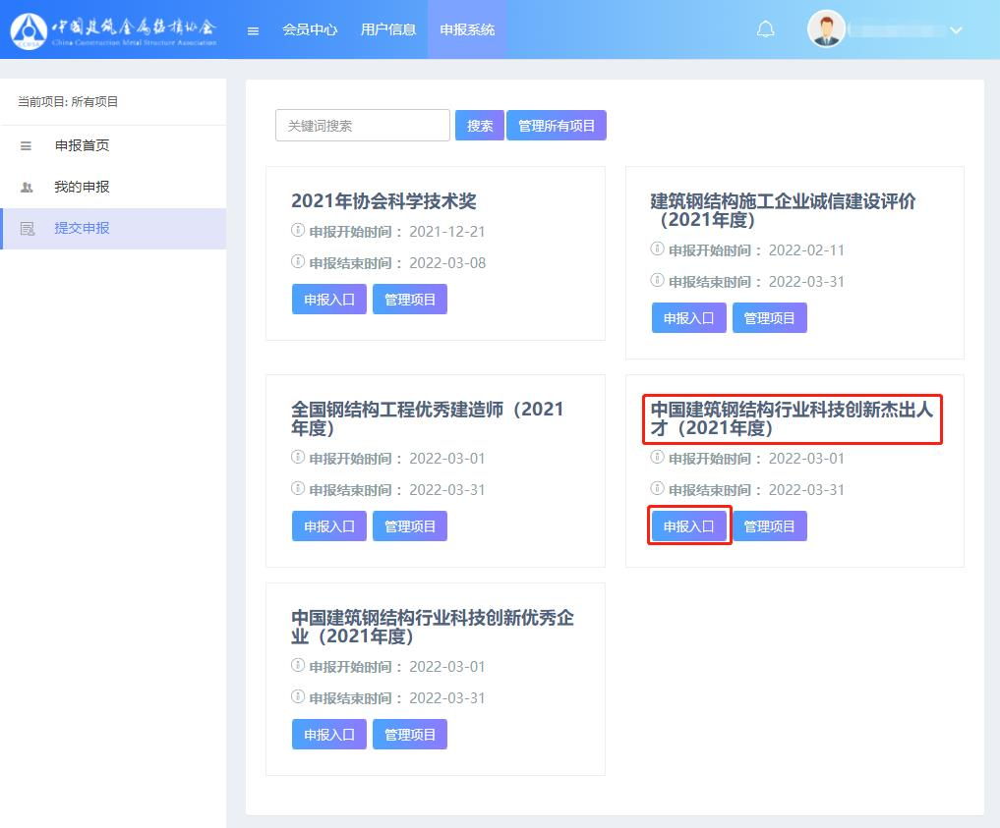 中国建筑金属结构协会
China Construction Metal Structure Association
会员中心
用户信息
申报系统
当前项目: 所有项目
申报首页
我的申报
提交申报
关键词搜索
搜索
管理所有项目
2021年协会科学技术奖
申报开始时间： 2021-12-21
申报结束时间： 2022-03-08
申报入口
管理项目
建筑钢结构施工企业诚信建设评价
（2021年度）
申报开始时间： 2022-02-11
申报结束时间： 2022-03-31
申报入口
管理项目
全国钢结构工程优秀建造师（2021
年度）
申报开始时间： 2022-03-01
申报结束时间： 2022-03-31
申报入口
管理项目
中国建筑钢结构行业科技创新杰出人
才（2021年度）
申报开始时间： 2022-03-01
申报结束时间： 2022-03-31
申报入口
管理项目
中国建筑钢结构行业科技创新优秀企
业（2021年度）
申报开始时间： 2022-03-01
申报结束时间： 2022-03-31
申报入口
管理项目